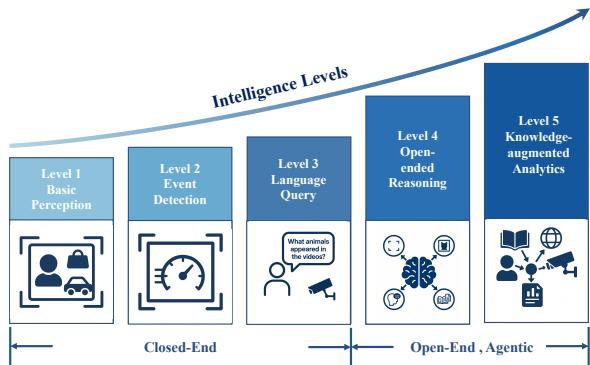 Intelligence Levels
Level 1
Basic
Perception
Level 2
Event
Detection
Level 3
Language
Query
Level 4
Open-
ended
Reasoning
Level 5
Knowledge-
augmented
Analytics
What animals
appeared in
the videos?
Closed-End
Open-End , Agentic